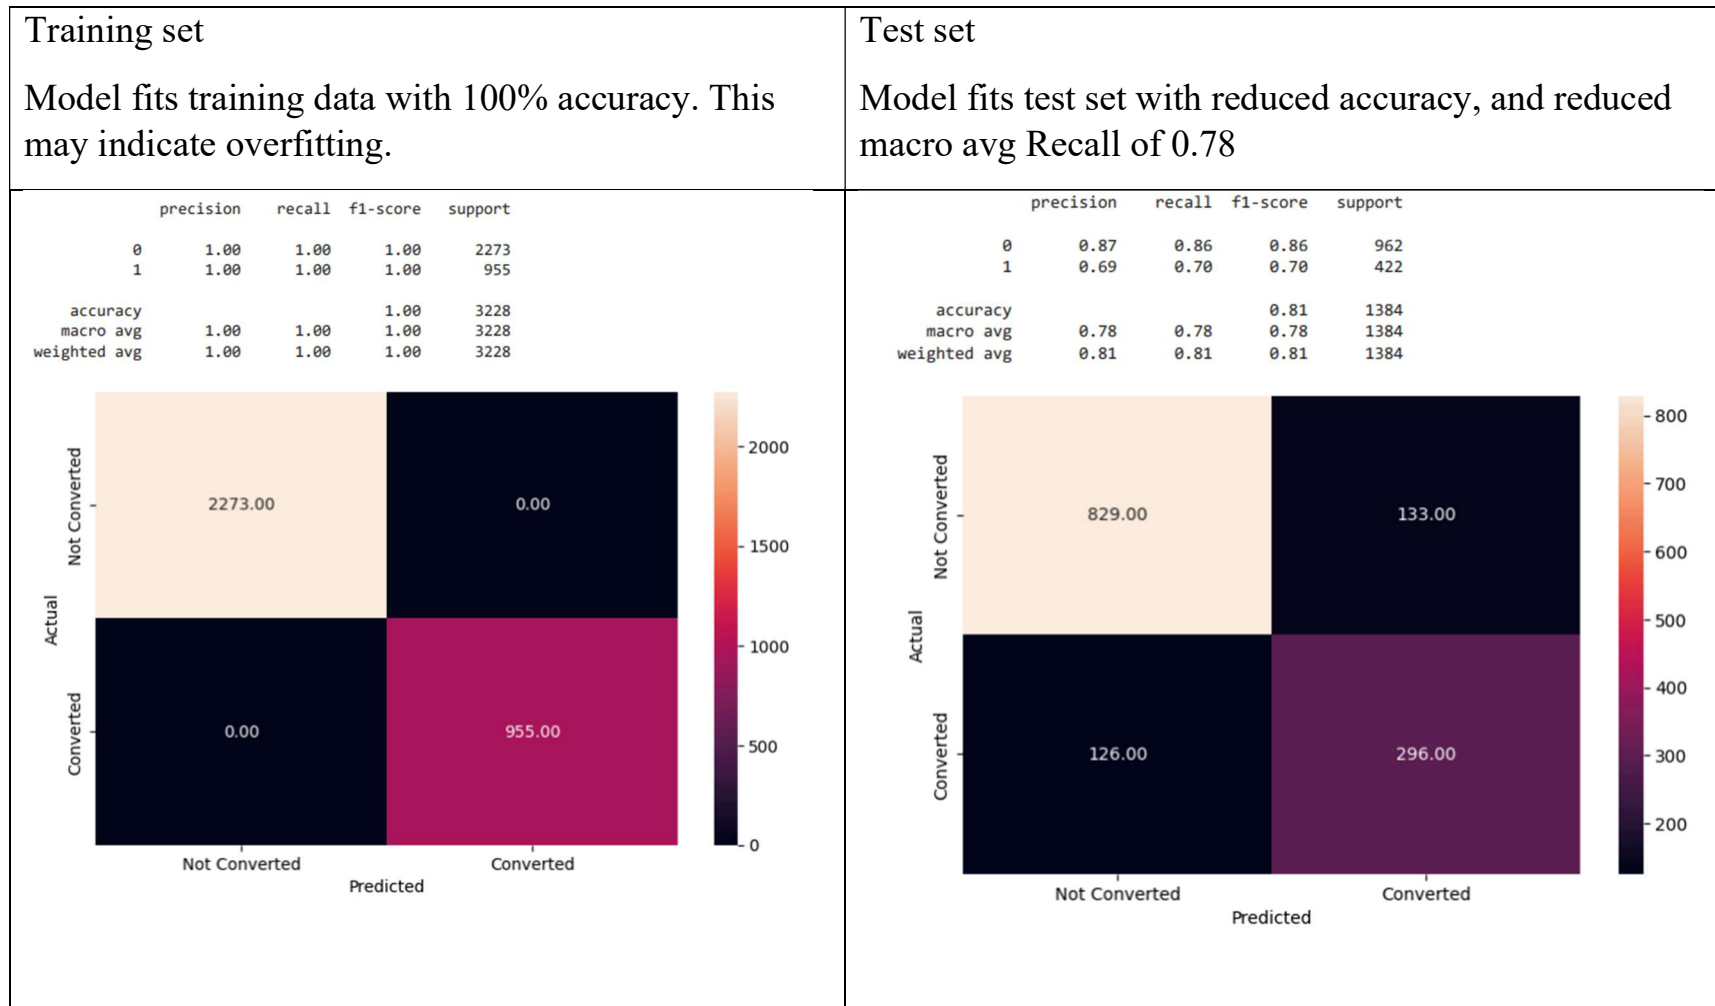 Training set
Model fits training data with 100% accuracy. This
may indicate overfitting.
precision recall f1-score support
0 1.00 1.00 1.00 2273
1 1.00 1.00 1.00 955
accuracy 1.00 3228
macro avg 1.00 1.00 1.00 3228
weighted avg 1.00 1.00 1.00 3228
Not Converted
2273.00 0.00
Actual
Converted
0.00 955.00
2000
1500
1000
500
0
Not Converted Converted
Predicted
Test set
Model fits test set with reduced accuracy, and reduced
macro avg Recall of 0.78
precision recall f1-score support
0 0.87 0.86 0.86 962
1 0.69 0.70 0.70 422
accuracy 0.81 1384
macro avg 0.78 0.78 0.78 1384
weighted avg 0.81 0.81 0.81 1384
Not Converted
829.00 133.00
Actual
Converted
126.00 296.00
800
700
600
500
400
300
200
Not Converted Converted
Predicted